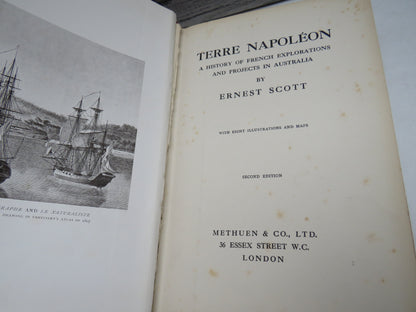 TERRE NAPOLÉON
A HISTORY OF FRENCH EXPLORATIONS
AND PROJECTS IN AUSTRALIA
BY
ERNEST SCOTT
WITH EIGHT ILLUSTRATIONS AND MAPS
SECOND EDITION
METHUEN & CO., LTD.
36 ESSEX STREET W.C.
LONDON
AND LE NATURALISTE